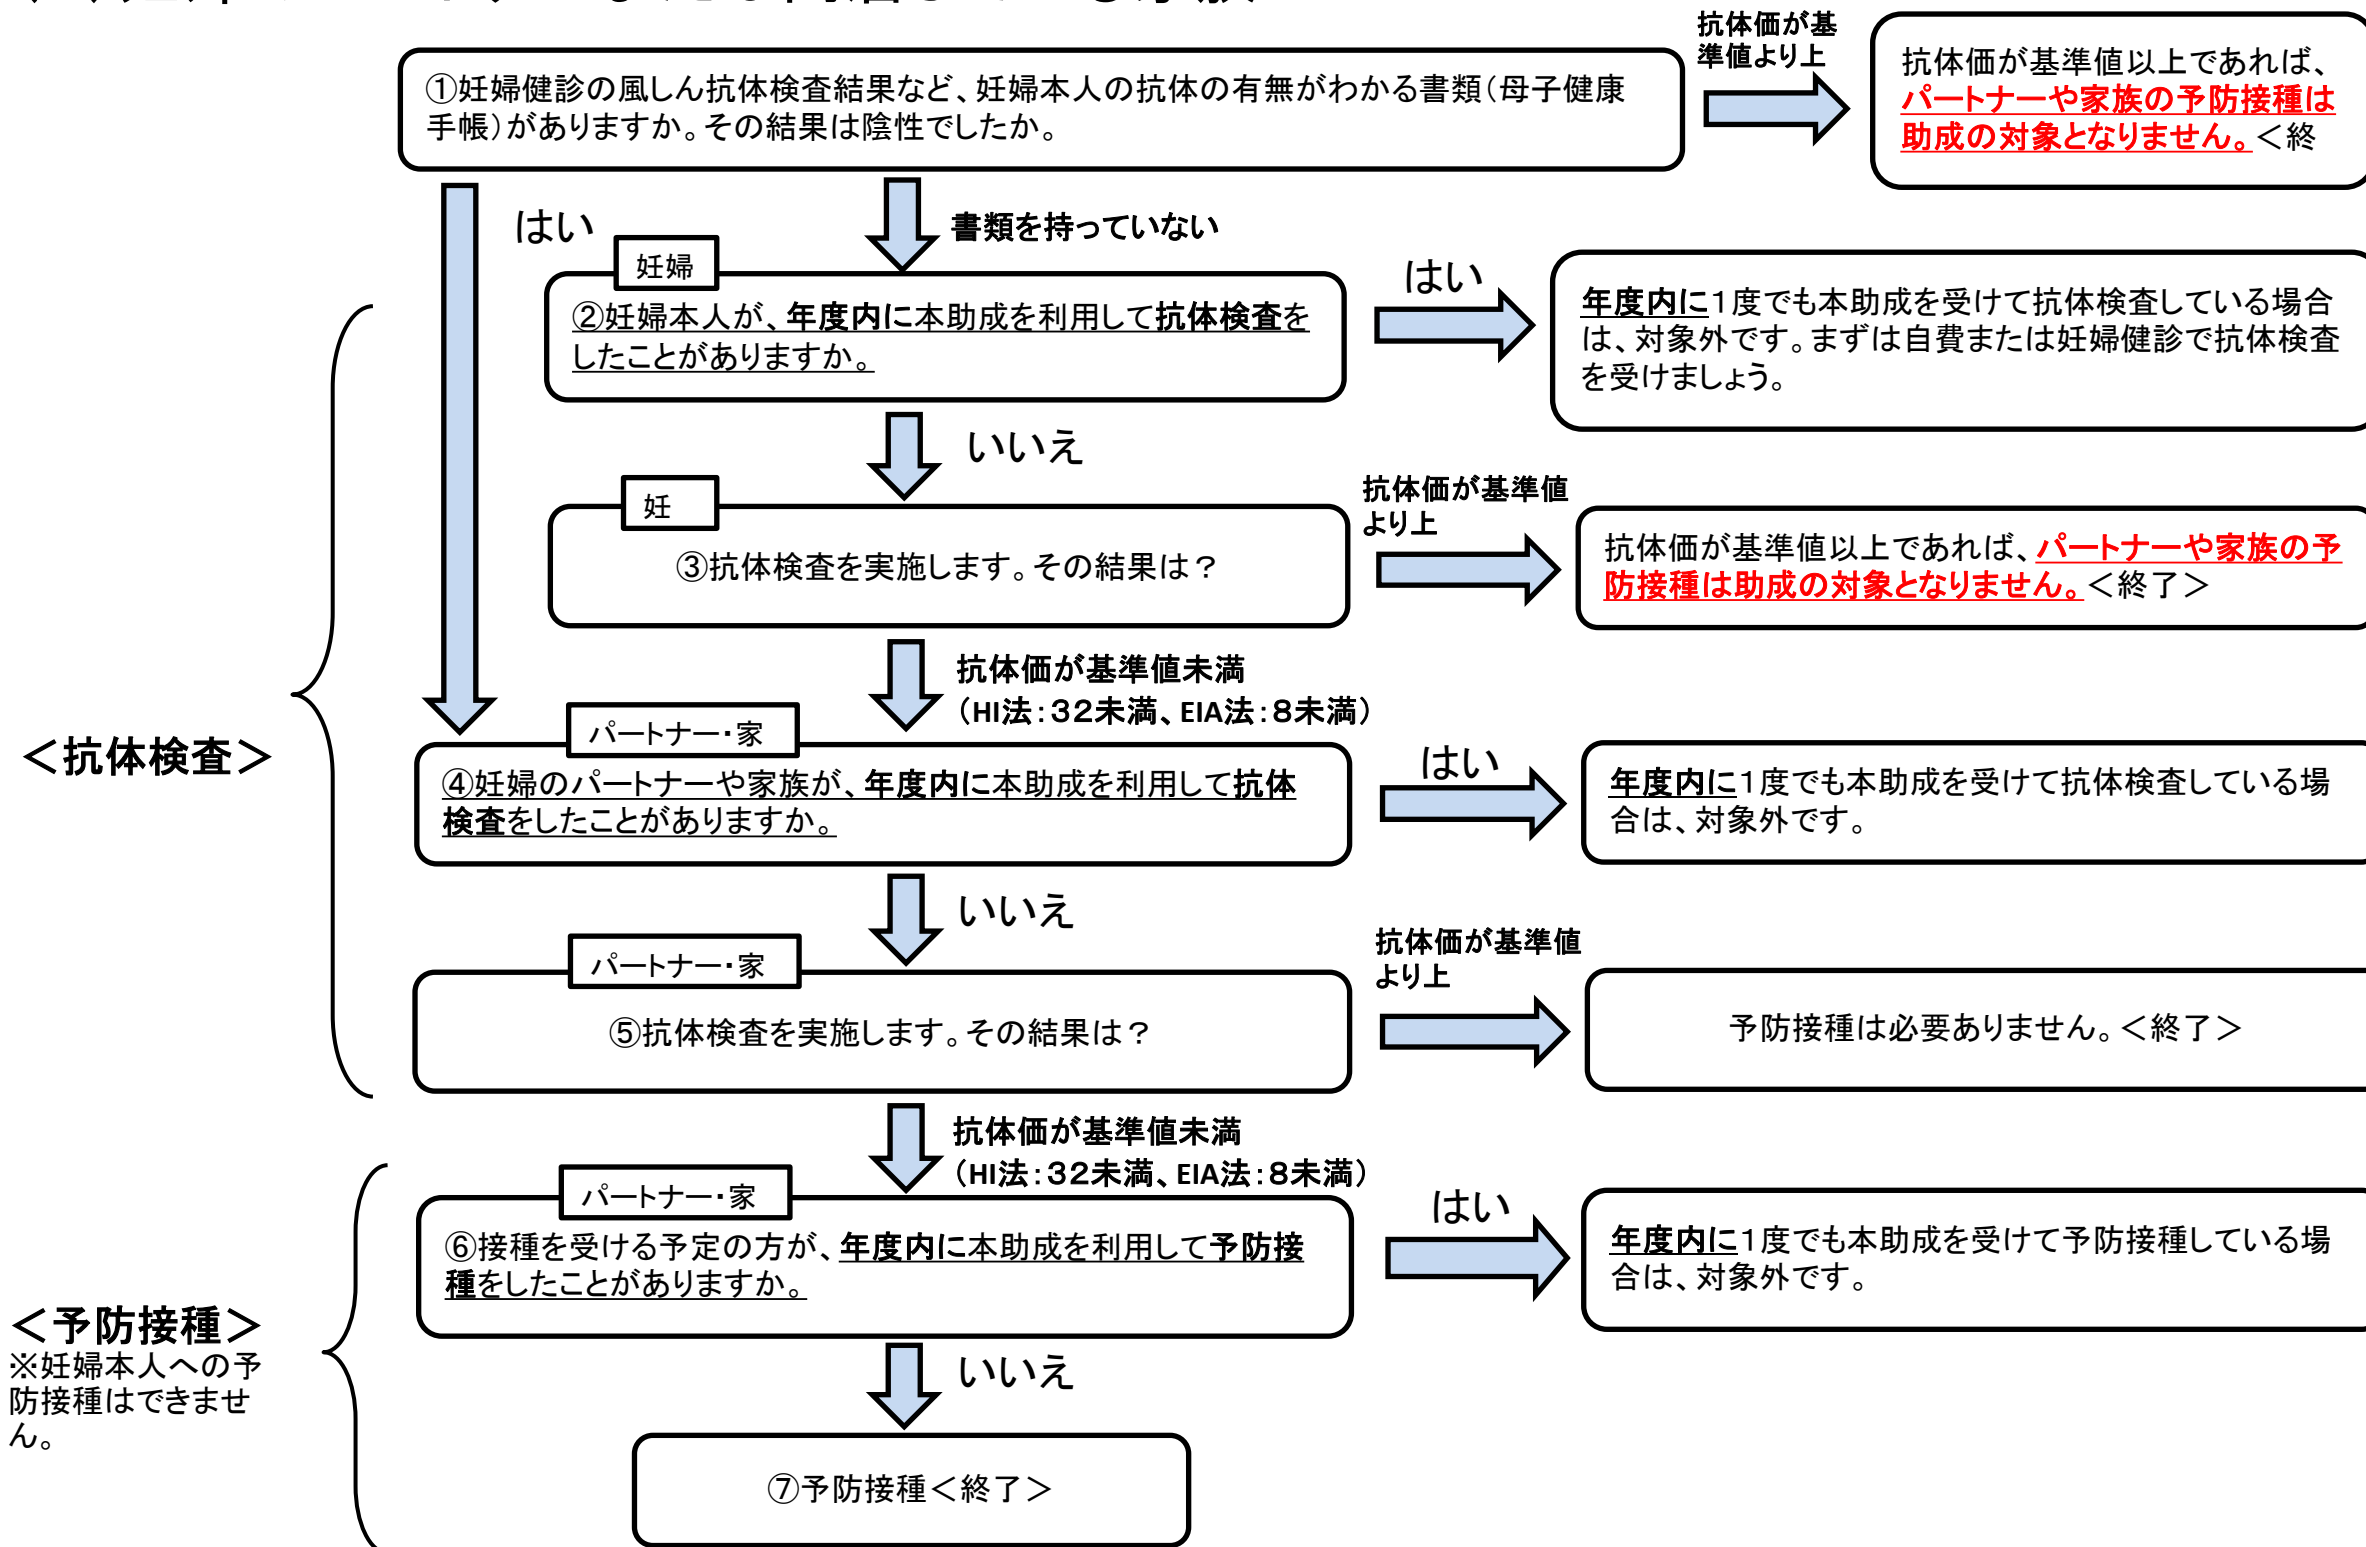 抗体価が基
準値より上
①妊婦健診の風しん抗体検査結果など、妊婦本人の抗体の有無がわかる書類(母子健康
手帳)がありますか。その結果は陰性でしたか。
抗体価が基準値以上であれば、
パートナーや家族の予防接種は
助成の対象となりません。＜終
はい
書類を持っていない
妊婦
②妊婦本人が、年度内に本助成を利用して抗体検査を
したことがありますか。
はい
年度内に１度でも本助成を受けて抗体検査している場合
は、対象外です。まずは自費または妊婦健診で抗体検査
を受けましょう。
いいえ
妊
③抗体検査を実施します。その結果は？
抗体価が基準値
より上
抗体価が基準値以上であれば、パートナーや家族の予
防接種は助成の対象となりません。＜終了＞
抗体価が基準値未満
（HI法：３２未満、EIA法：８未満）
＜抗体検査＞
パートナー・家
④妊婦のパートナーや家族が、年度内に本助成を利用して抗体
検査をしたことがありますか。
はい
年度内に１度でも本助成を受けて抗体検査している場
合は、対象外です。
いいえ
パートナー・家
⑤抗体検査を実施します。その結果は？
抗体価が基準値
より上
予防接種は必要ありません。＜終了＞
抗体価が基準値未満
（HI法：３２未満、EIA法：８未満）
パートナー・家
⑥接種を受ける予定の方が、年度内に本助成を利用して予防接
種をしたことがありますか。
はい
年度内に１度でも本助成を受けて予防接種している場
合は、対象外です。
＜予防接種＞
※妊婦本人への予
防接種はできませ
ん。
いいえ
⑦予防接種＜終了＞